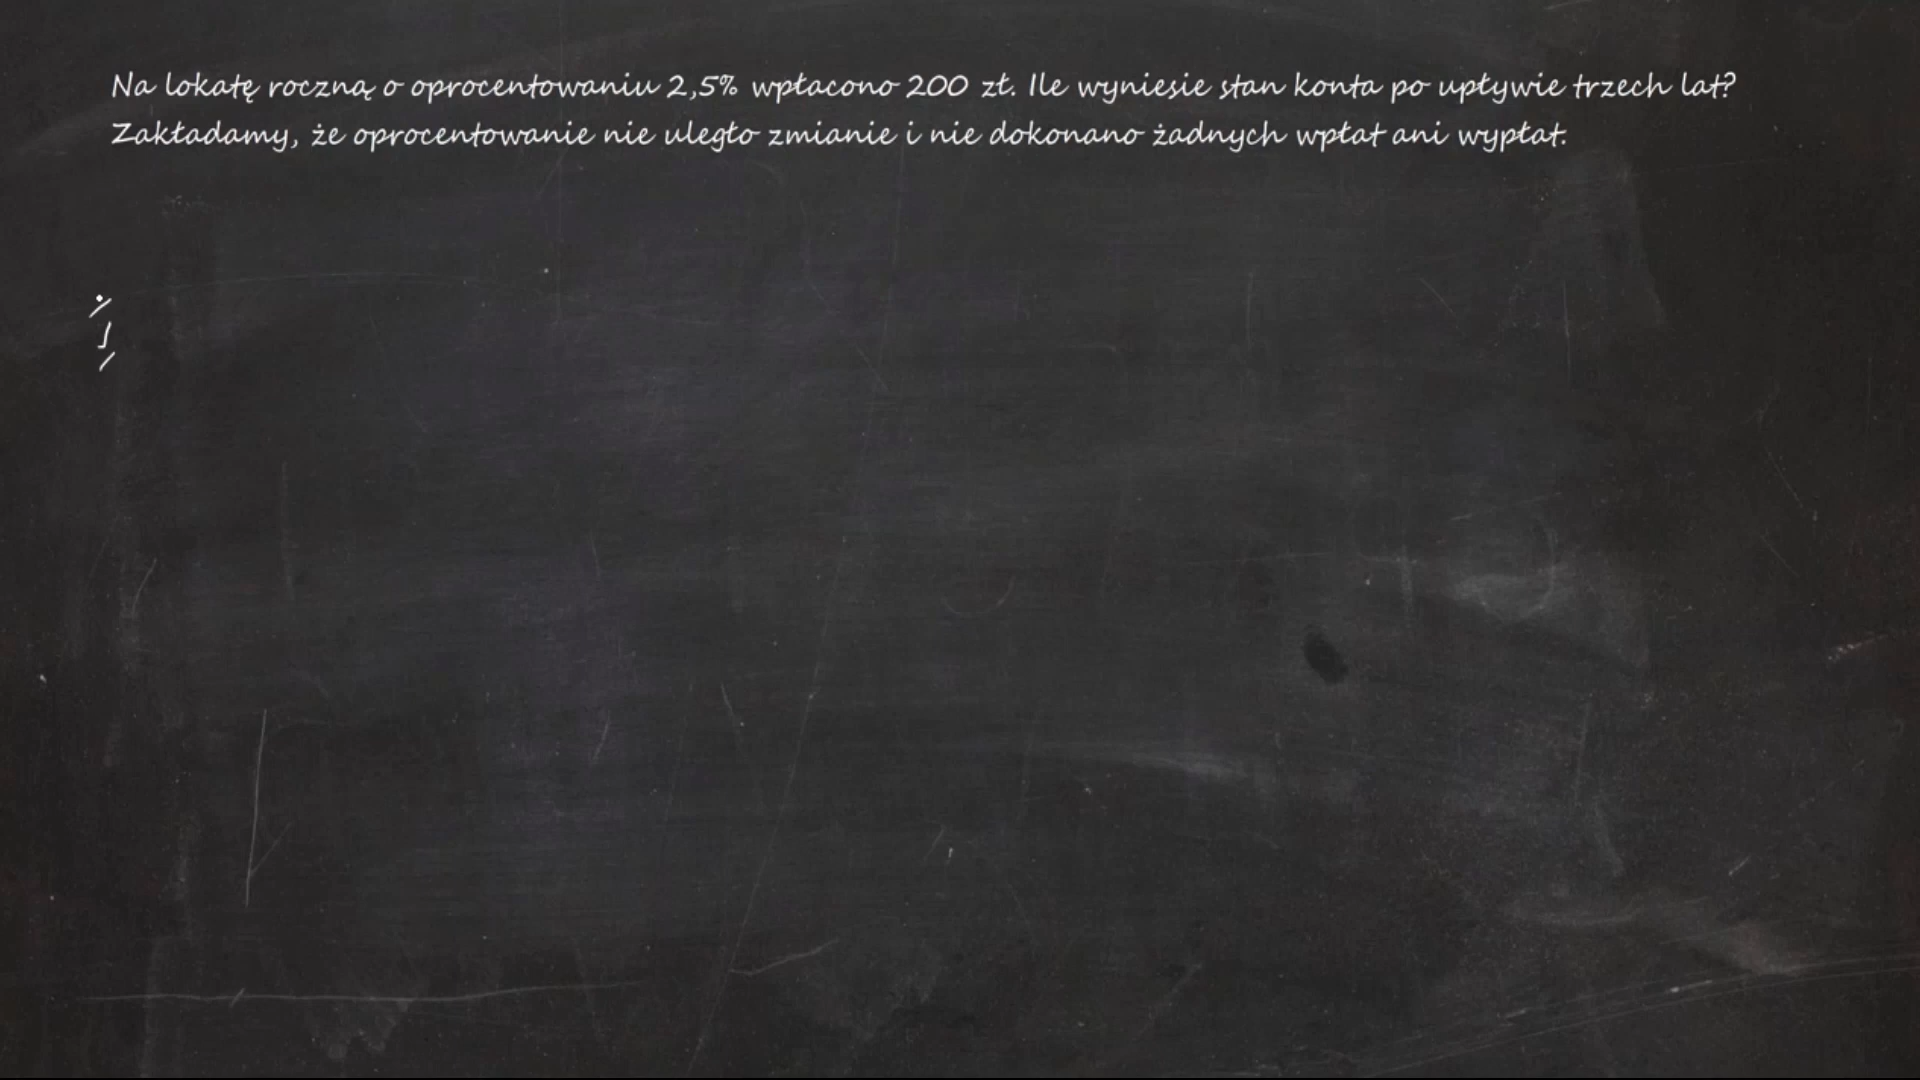 Na lokatę roczną o oprocentowaniu 2,5% wpłacono 200 zł. Ile wyniesie stan konta po upływie trzech lat?
Zakładamy, że oprocentowanie nie uległo zmianie i nie dokonano żadnych wpłat ani wypłat.